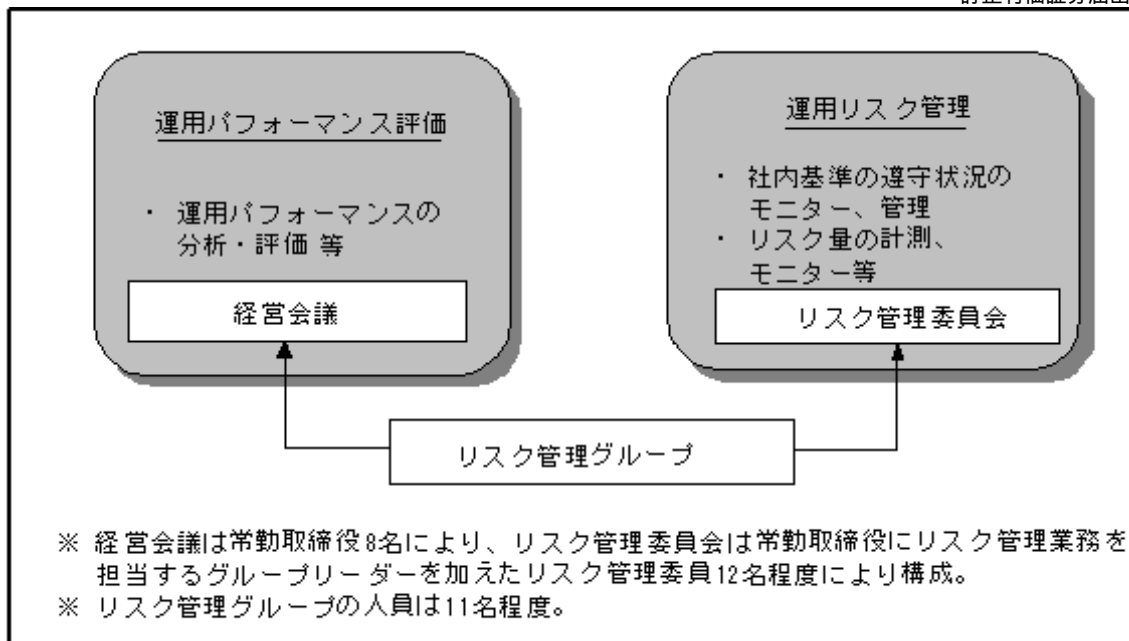 運用パフォーマンス評価
・ 運用パフォーマンスの
分析・評価 等
経営会議
運用リスク管理
・ 社内基準の遵守状況の
モニター、管理
・ リスク量の計測、
モニター等
リスク管理委員会
リスク管理グループ
※ 経営会議は常勤取締役8名により、リスク管理委員会は常勤取締役にリスク管理業務を
担当するグループリーダーを加えたリスク管理委員12名程度により構成。
※ リスク管理グループの人員は11名程度。